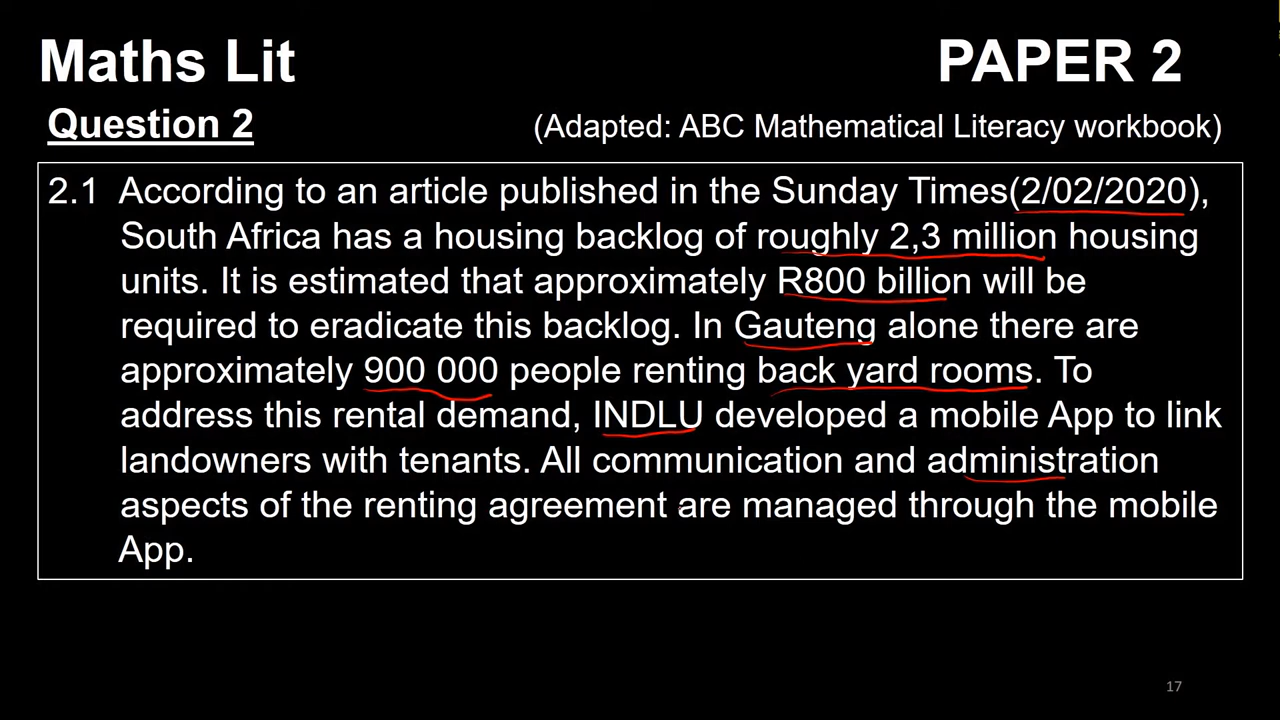 Maths Lit PAPER 2
Question 2 (Adapted: ABC Mathematical Literacy workbook)
2.1 According to an article published in the Sunday Times(2/02/2020),
South Africa has a housing backlog of roughly 2,3 million housing
units. It is estimated that approximately R800 billion will be
required to eradicate this backlog. In Gauteng alone there are
approximately 900 000 people renting back yard rooms. To
address this rental demand, INDLU developed a mobile App to link
landowners with tenants. All communication and administration
aspects of the renting agreement are managed through the mobile
App.
17